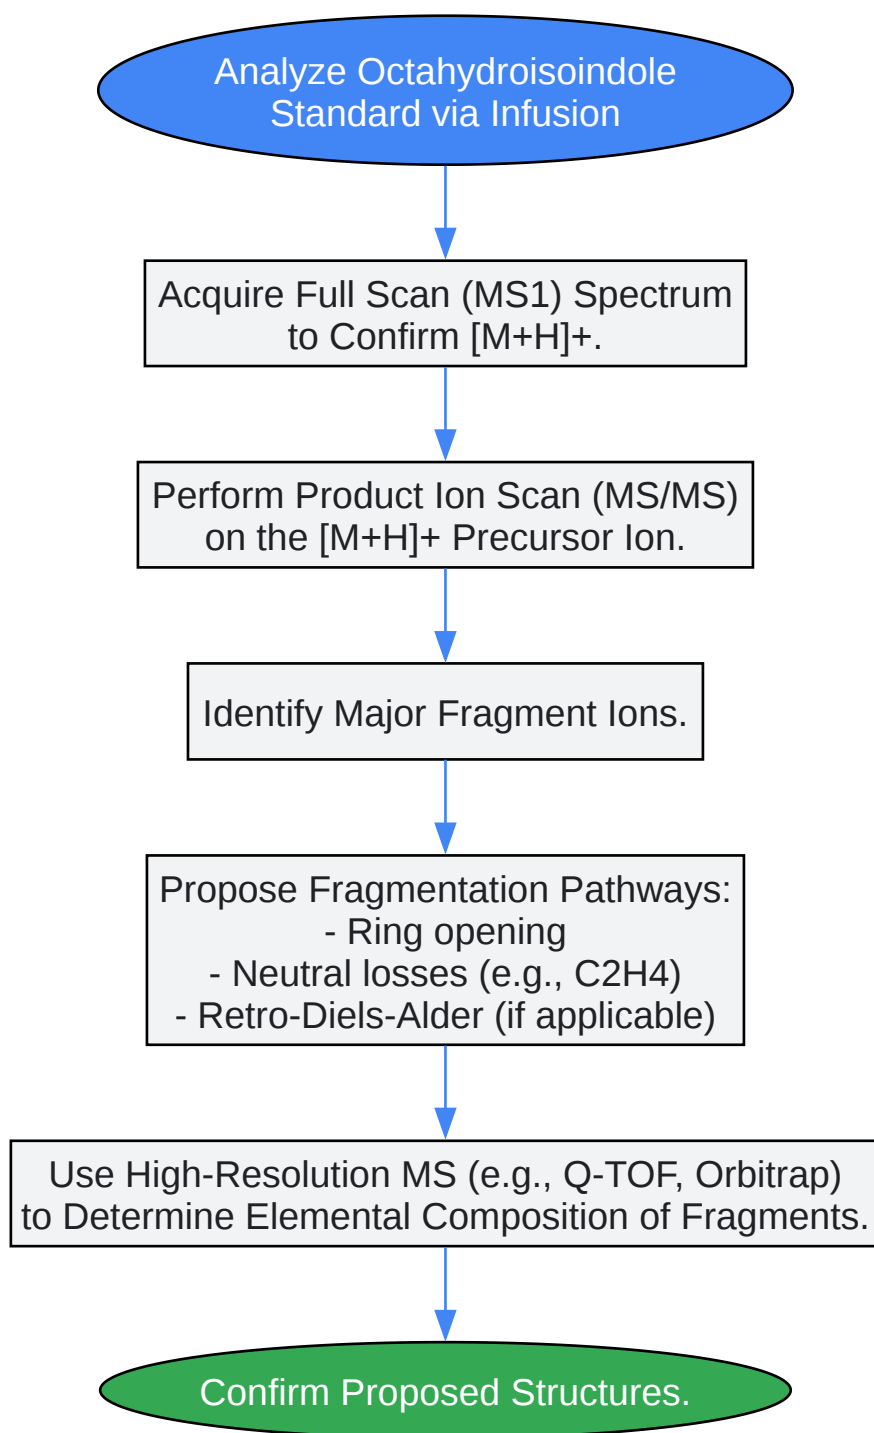 Analyze Octahydroisoindole
Standard via Infusion
Acquire Full Scan (MS1) Spectrum
to Confirm [M+H]+.
Perform Product Ion Scan (MS/MS)
on the [M+H]+ Precursor Ion.
Identify Major Fragment Ions.
Propose Fragmentation Pathways:
- Ring opening
- Neutral losses (e.g., C2H4)
- Retro-Diels-Alder (if applicable)
Use High-Resolution MS (e.g., Q-TOF, Orbitrap)
to Determine Elemental Composition of Fragments.
Confirm Proposed Structures.